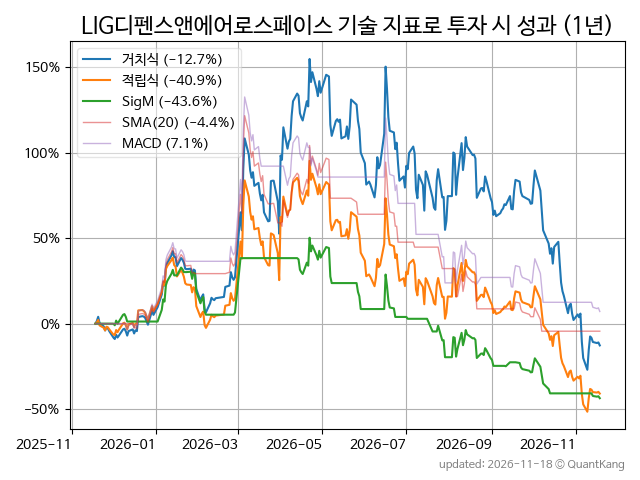 LIG디펜스앤에어로스페이스 기술 지표로 투자 시 성과 (1년)
거치식 (−12.7%)
적립식 (−40.9%)
SigM (−43.6%)
SMA(20) (−4.4%)
MACD (7.1%)
150%
100%
50%
0%
−50%
2025-11 2026-01 2026-03 2026-05 2026-07 2026-09 2026-11
updated: 2026-11-18 © QuantKang